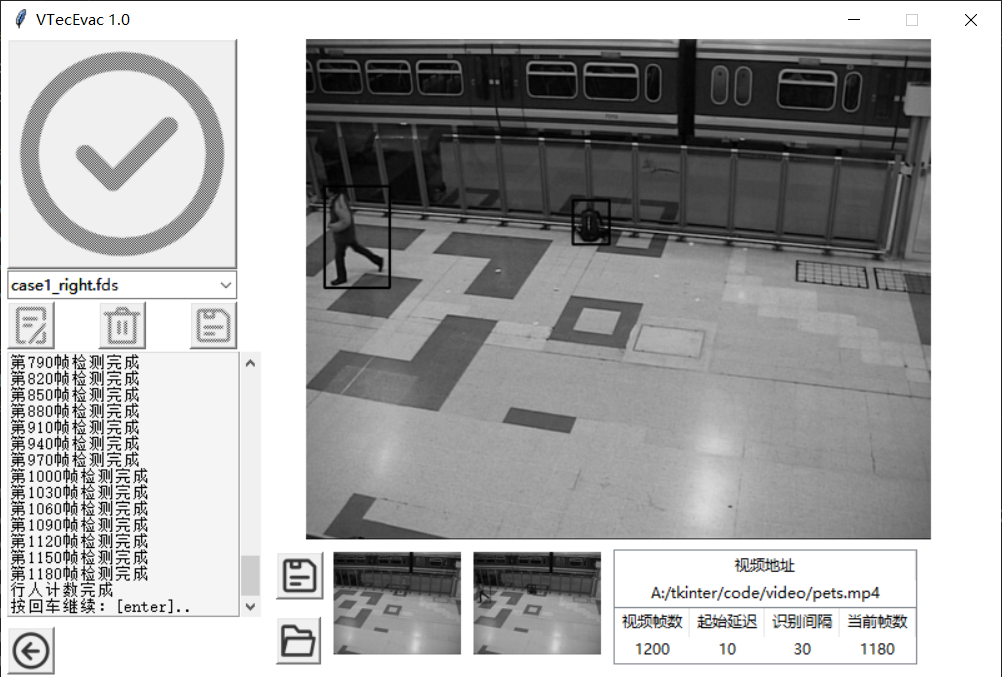 VTecEvac 1.0
case1_right.fds
第790帧检测完成
第820帧检测完成
第850帧检测完成
第880帧检测完成
第910帧检测完成
第940帧检测完成
第970帧检测完成
第1000帧检测完成
第1030帧检测完成
第1060帧检测完成
第1090帧检测完成
第1120帧检测完成
第1150帧检测完成
第1180帧检测完成
行人计数完成
按回车继续: [enter]..
视频地址
A:/tkinter/code/video/pets.mp4
视频帧数 起始延迟 识别间隔 当前帧数
1200 10 30 1180